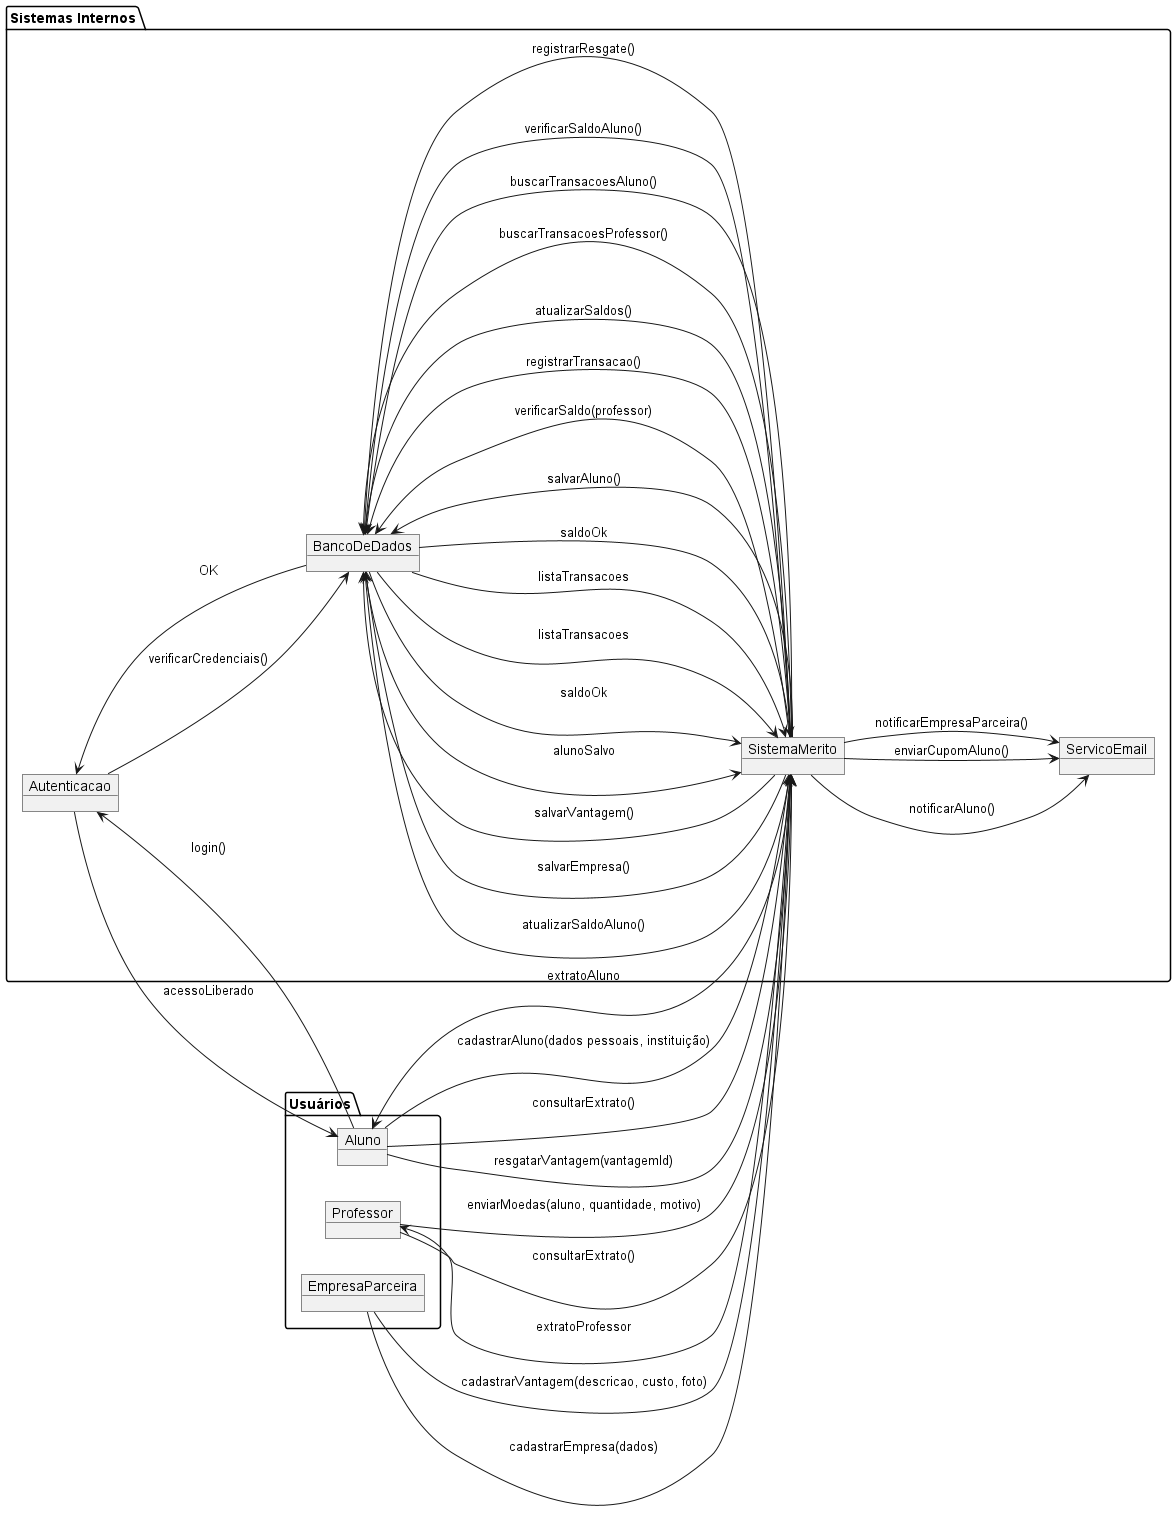 Sistemas Internos
registrarResgate()
verificarSaldoAluno()
buscarTransacoesAluno()
buscarTransacoesProfessor()
atualizarSaldos()
registrarTransacao()
verificarSaldo(professor)
salvarAluno()
saldoOk
BancoDeDados
OK
listaTransacoes
listaTransacoes
verificarCredenciais()
saldoOk
notificarEmpresaParceira()
alunoSalvo
SistemaMerito
enviarCupomAluno()
ServicoEmail
Autenticacao
salvarVantagem()
notificarAluno()
login()
salvarEmpresa()
atualizarSaldoAluno()
extratoAluno
acessoLiberado
cadastrarAluno(dados pessoais, instituição)
Usuários
consultarExtrato()
Aluno
resgatarVantagem(vantagemId)
enviarMoedas(aluno, quantidade, motivo)
Professor
consultarExtrato()
EmpresaParceira
extratoProfessor
cadastrarVantagem(descricao, custo, foto)
cadastrarEmpresa(dados)